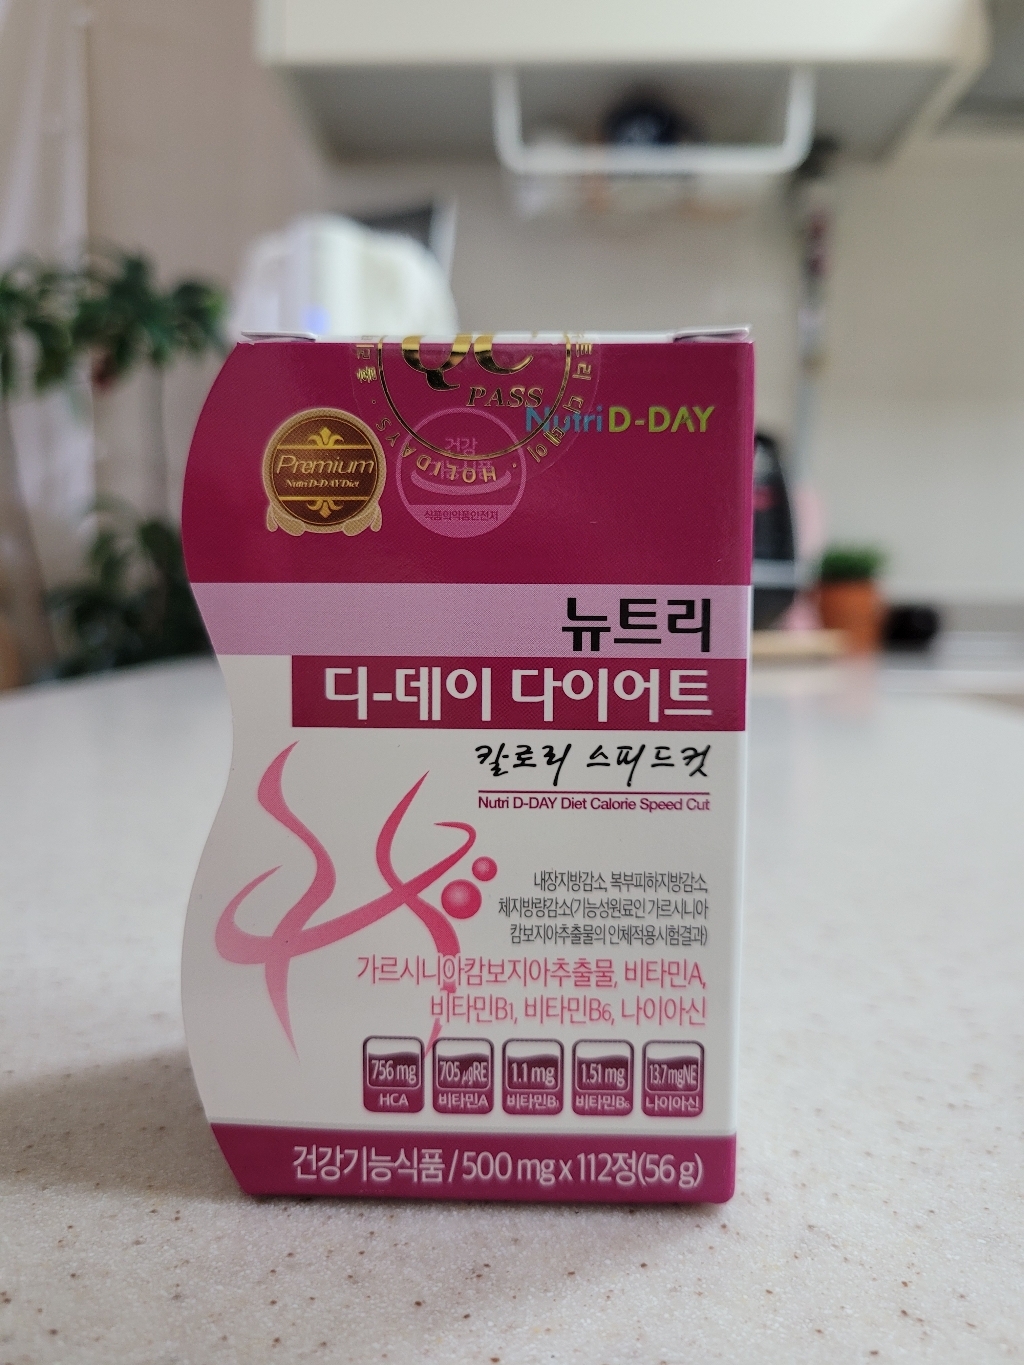 QC
PASS
HOLIDAYS
Nutri D-DAY
Premium
Nutri D-DAY Diet
건강
기능식품
식품의약품안전처
뉴트리
디-데이 다이어트
칼로리 스피드컷
Nutri D-DAY Diet Calorie Speed Cut
내장지방감소, 복부피하지방감소,
체지방량감소(기능성원료인 가르시니아
캄보지아추출물의 인체적용시험결과)
가르시니아캄보지아추출물, 비타민A,
비타민B1, 비타민B6, 나이아신
756 mg 705 µgRE 1.1 mg 1.51 mg 13.7 mgNE
HCA 비타민A 비타민B1 비타민B6 나이아신
건강기능식품 / 500 mg x 112정(56 g)